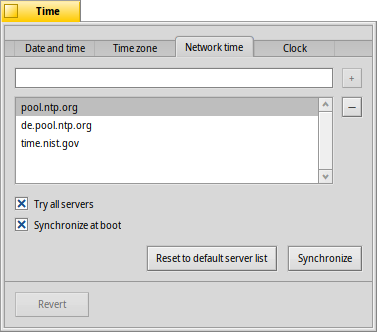 Time
Date and time Time zone Network time Clock
+
pool.ntp.org
−
de.pool.ntp.org
time.nist.gov
Try all servers
Synchronize at boot
Reset to default server list Synchronize
Revert